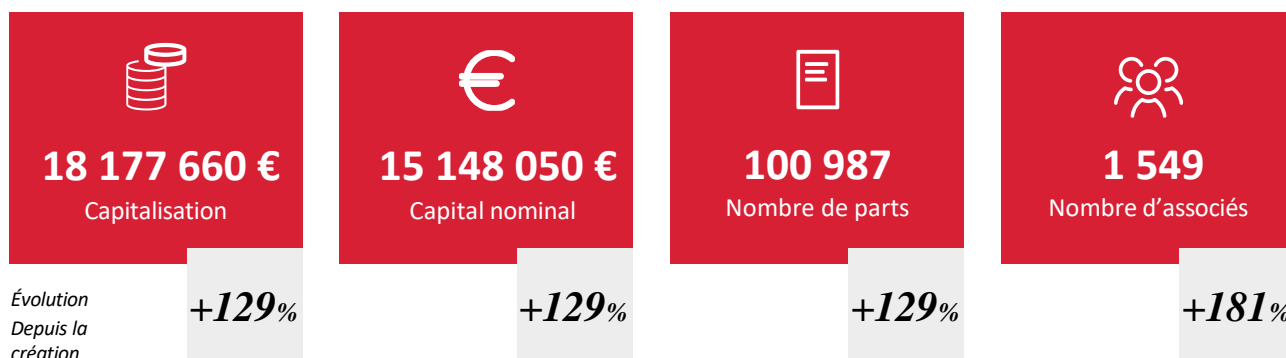 18 177 660 €
Capitalisation
15 148 050 €
Capital nominal
100 987
Nombre de parts
1 549
Nombre d’associés
Évolution
Depuis la
création
+129%
+129%
+129%
+181%